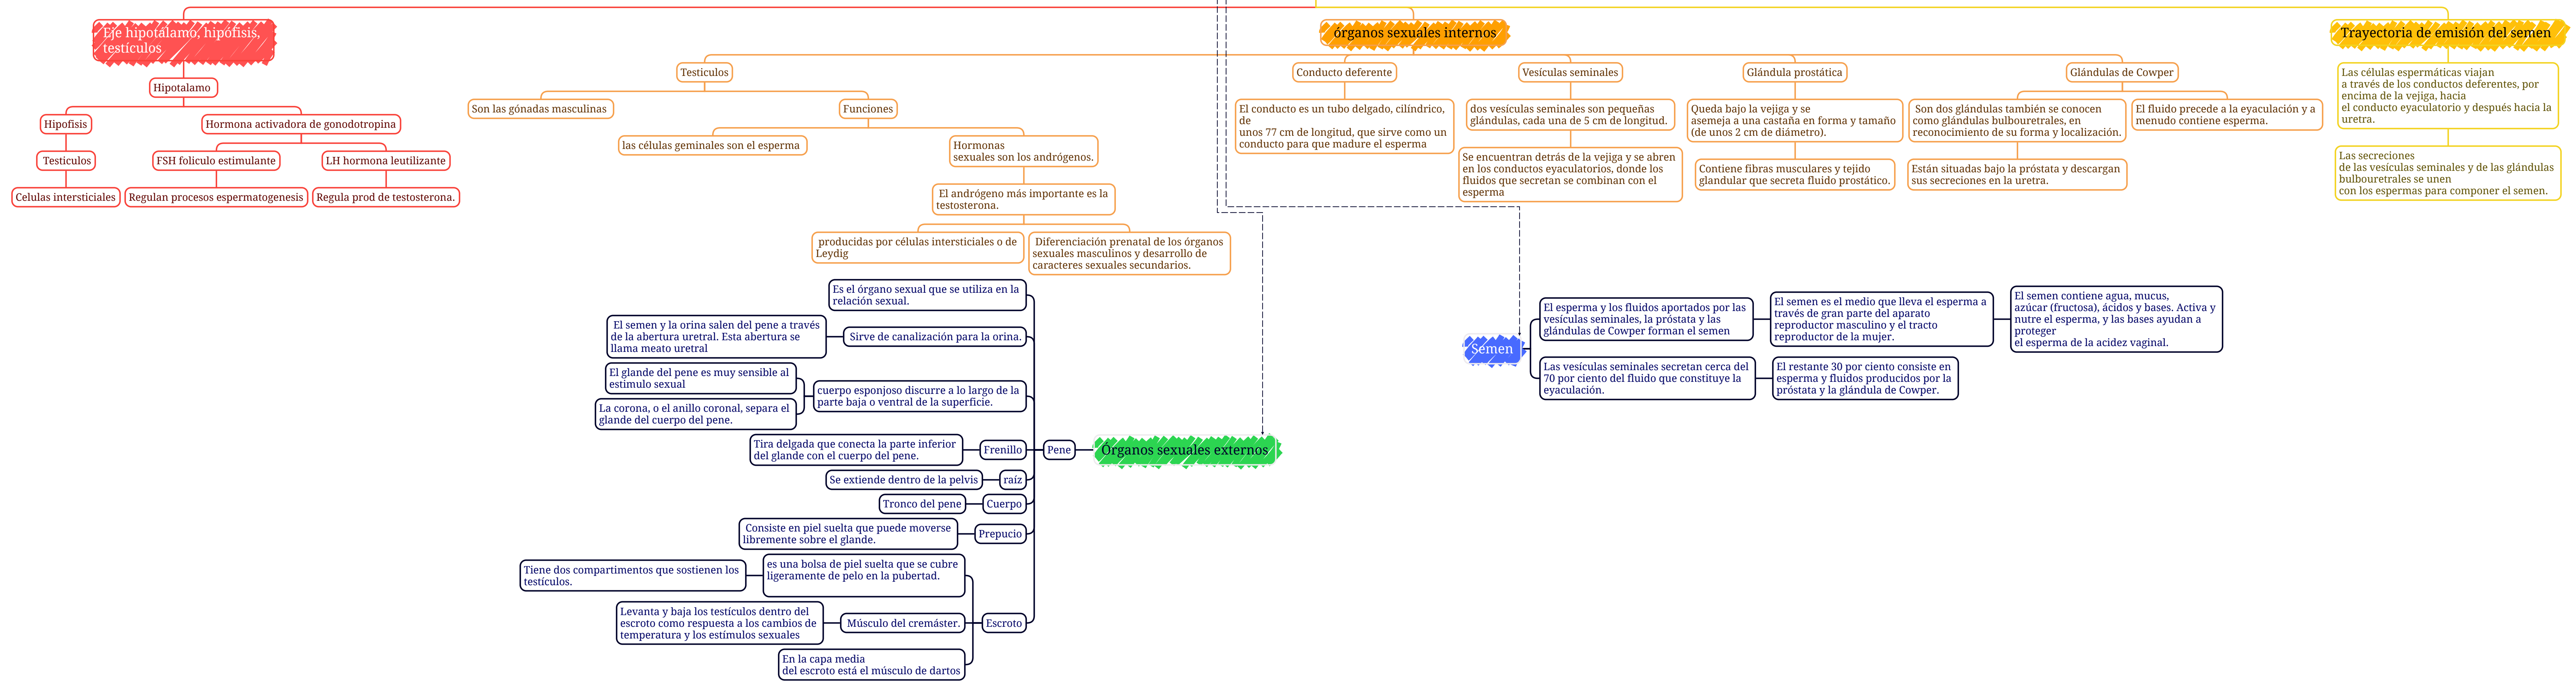 Eje hipotálamo, hipófisis,
testículos
Hipotalamo
Hipofisis
Hormona activadora de gonodotropina
Testiculos
FSH foliculo estimulante
LH hormona leutilizante
Celulas intersticiales
Regulan procesos espermatogenesis
Regula prod de testosterona.
órganos sexuales internos
Testiculos
Son las gónadas masculinas
Funciones
las células geminales son el esperma
Hormonas
sexuales son los andrógenos.
El andrógeno más importante es la
testosterona.
producidas por células intersticiales o de
Leydig
Diferenciación prenatal de los órganos
sexuales masculinos y desarrollo de
caracteres sexuales secundarios.
Conducto deferente
El conducto es un tubo delgado, cilíndrico,
de
unos 77 cm de longitud, que sirve como un
conducto para que madure el esperma
Vesículas seminales
dos vesículas seminales son pequeñas
glándulas, cada una de 5 cm de longitud.
Se encuentran detrás de la vejiga y se abren
en los conductos eyaculatorios, donde los
fluidos que secretan se combinan con el
esperma
Glándula prostática
Queda bajo la vejiga y se
asemeja a una castaña en forma y tamaño
(de unos 2 cm de diámetro).
Contiene fibras musculares y tejido
glandular que secreta fluido prostático.
Glándulas de Cowper
Son dos glándulas también se conocen
como glándulas bulbouretrales, en
reconocimiento de su forma y localización.
Están situadas bajo la próstata y descargan
sus secreciones en la uretra.
El fluido precede a la eyaculación y a
menudo contiene esperma.
Trayectoria de emisión del semen
Las células espermáticas viajan
a través de los conductos deferentes, por
encima de la vejiga, hacia
el conducto eyaculatorio y después hacia la
uretra.
Las secreciones
de las vesículas seminales y de las glándulas
bulbouretrales se unen
con los espermas para componer el semen.
Órganos sexuales externos
Pene
Es el órgano sexual que se utiliza en la
relación sexual.
Sirve de canalización para la orina.
El semen y la orina salen del pene a través
de la abertura uretral. Esta abertura se
llama meato uretral
cuerpo esponjoso discurre a lo largo de la
parte baja o ventral de la superficie.
El glande del pene es muy sensible al
estimulo sexual
La corona, o el anillo coronal, separa el
glande del cuerpo del pene.
Frenillo
Tira delgada que conecta la parte inferior
del glande con el cuerpo del pene.
raíz
Se extiende dentro de la pelvis
Cuerpo
Tronco del pene
Prepucio
Consiste en piel suelta que puede moverse
libremente sobre el glande.
Escroto
es una bolsa de piel suelta que se cubre
ligeramente de pelo en la pubertad.
Tiene dos compartimentos que sostienen los
testículos.
Músculo del cremáster.
Levanta y baja los testículos dentro del
escroto como respuesta a los cambios de
temperatura y los estímulos sexuales
En la capa media
del escroto está el músculo de dartos
Semen
El esperma y los fluidos aportados por las
vesículas seminales, la próstata y las
glándulas de Cowper forman el semen
El semen es el medio que lleva el esperma a
través de gran parte del aparato
reproductor masculino y el tracto
reproductor de la mujer.
El semen contiene agua, mucus,
azúcar (fructosa), ácidos y bases. Activa y
nutre el esperma, y las bases ayudan a
proteger
el esperma de la acidez vaginal.
Las vesículas seminales secretan cerca del
70 por ciento del fluido que constituye la
eyaculación.
El restante 30 por ciento consiste en
esperma y fluidos producidos por la
próstata y la glándula de Cowper.